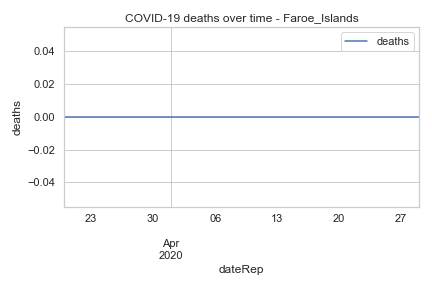 COVID-19 deaths over time - Faroe_Islands
deaths
0.04
0.02
0.00
−0.02
−0.04
deaths
23
30
06
13
20
27
Apr
2020
dateRep